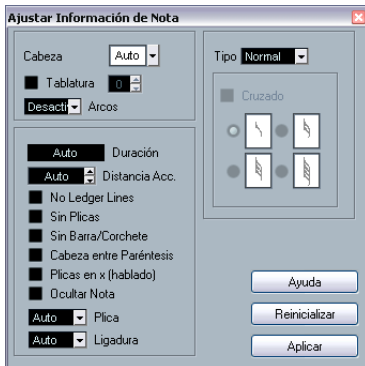 Ajustar Información de Nota
Cabeza Auto
Tablatura 0
Desacti Arcos
Auto Duración
Auto Distancia Acc.
No Ledger Lines
Sin Plicas
Sin Barra/Corchete
Cabeza entre Paréntesis
Plicas en x (hablado)
Ocultar Nota
Auto Plica
Auto Ligadura
Tipo Normal
Cruzado
Ayuda
Reinicializar
Aplicar